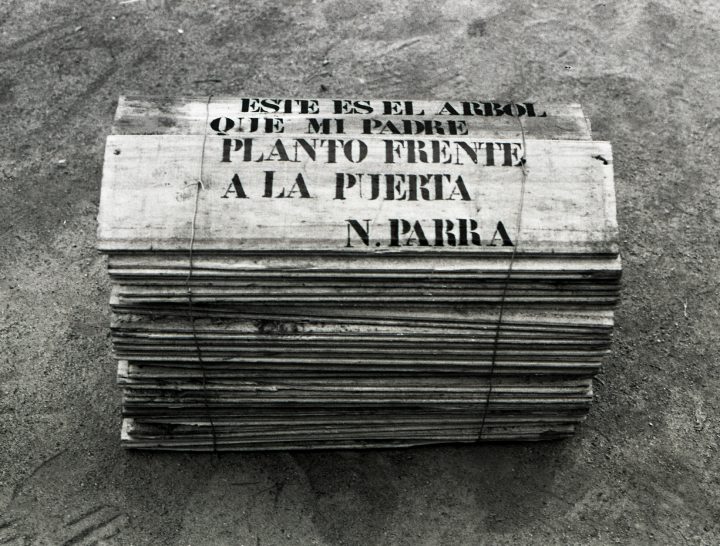 ESTE ES EL ARBOL
QUE MI PADRE
PLANTO FRENTE
A LA PUERTA
N. PARRA